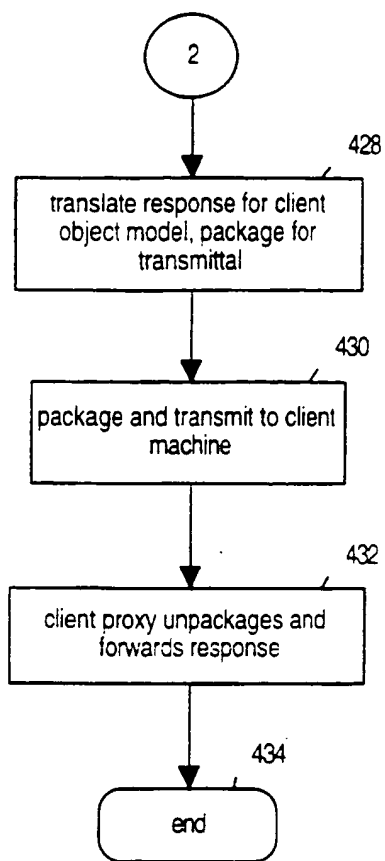 2
428
translate response for client
object model, package for
transmittal
430
package and transmit to client
machine
432
client proxy unpackages and
forwards response
434
end